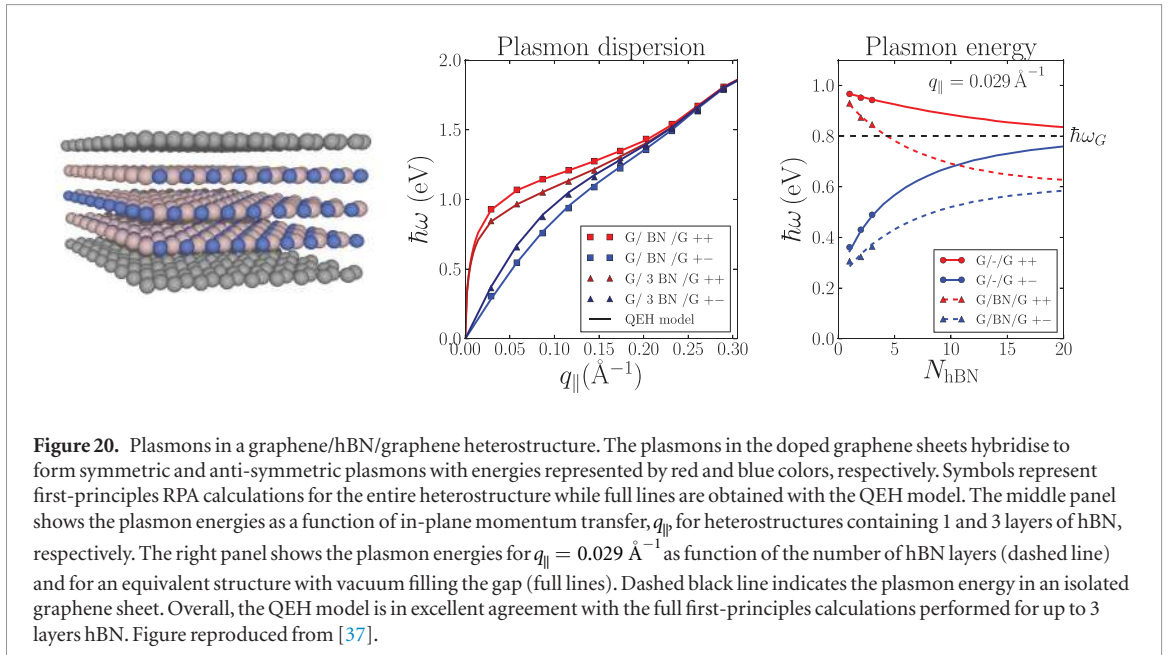 Plasmon dispersion
2.0
1.5
1.0
0.5
0.0
0.00 0.05 0.10 0.15 0.20 0.25 0.30
ℏω (eV)
q∥(Å−1)
G/ BN /G ++
G/ BN /G +−
G/ 3 BN /G ++
G/ 3 BN /G +−
QEH model
Plasmon energy
q∥ = 0.029 Å−1
1.0
0.8
0.6
0.4
0.2
0.0
0 5 10 15 20
ℏω (eV)
NhBN
ℏωG
G/-/G ++
G/-/G +−
G/BN/G ++
G/BN/G +−
Figure 20. Plasmons in a graphene/hBN/graphene heterostructure. The plasmons in the doped graphene sheets hybridise to
form symmetric and anti-symmetric plasmons with energies represented by red and blue colors, respectively. Symbols represent
first-principles RPA calculations for the entire heterostructure while full lines are obtained with the QEH model. The middle panel
shows the plasmon energies as a function of in-plane momentum transfer, q∥, for heterostructures containing 1 and 3 layers of hBN,
respectively. The right panel shows the plasmon energies for q∥ = 0.029 Å−1 as function of the number of hBN layers (dashed line)
and for an equivalent structure with vacuum filling the gap (full lines). Dashed black line indicates the plasmon energy in an isolated
graphene sheet. Overall, the QEH model is in excellent agreement with the full first-principles calculations performed for up to 3
layers hBN. Figure reproduced from [37].